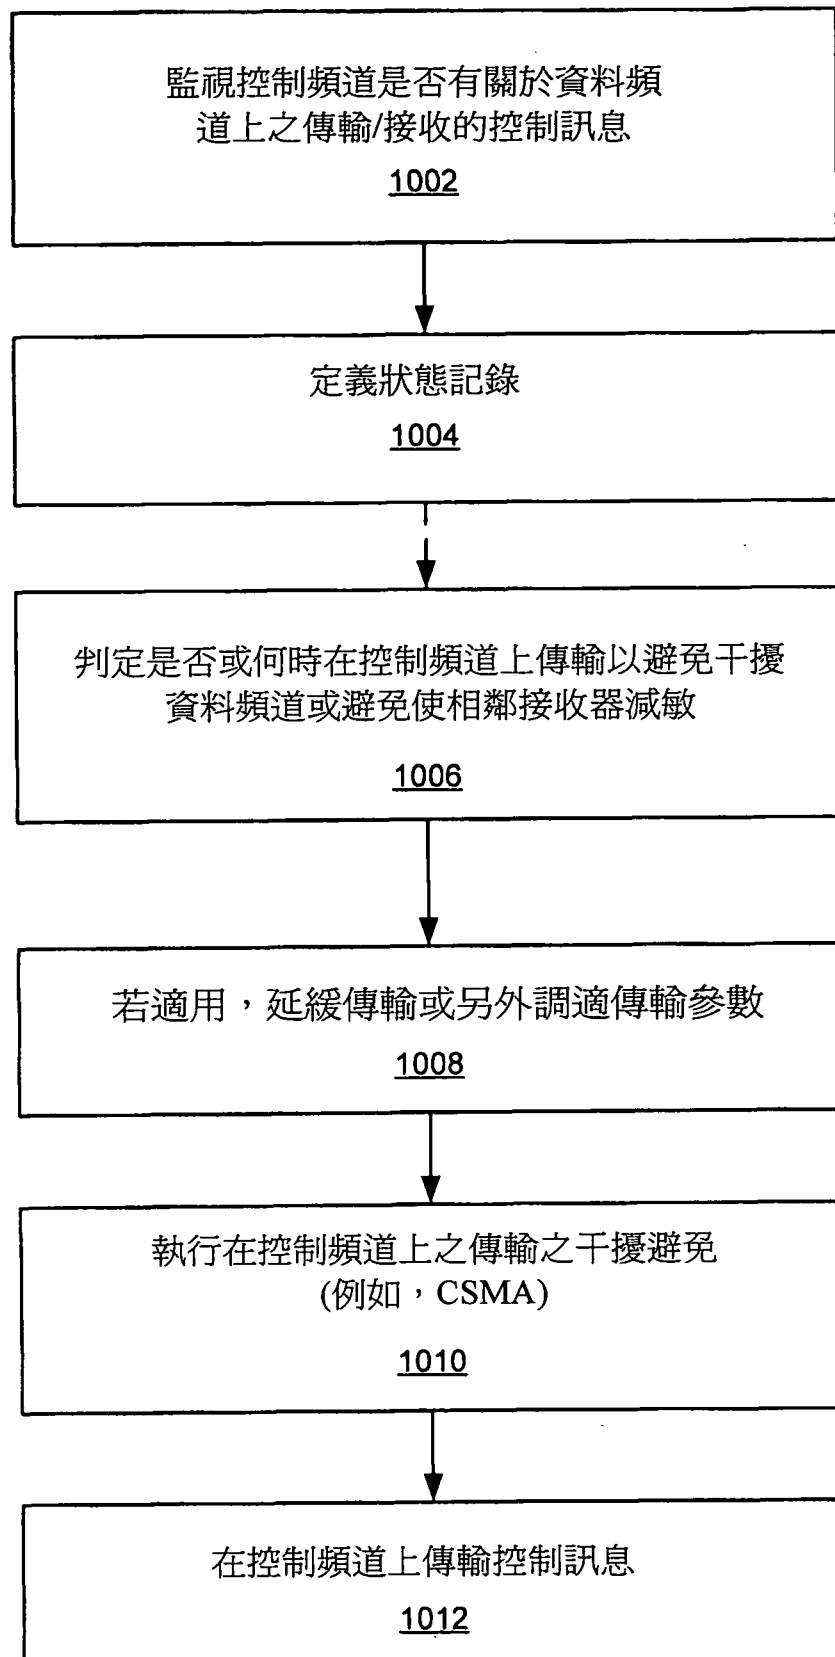 監視控制頻道是否有關於資料頻
道上之傳輸/接收的控制訊息
1002
定義狀態記錄
1004
判定是否或何時在控制頻道上傳輸以避免干擾
資料頻道或避免使相鄰接收器減敏
1006
若適用，延緩傳輸或另外調適傳輸參數
1008
執行在控制頻道上之傳輸之干擾避免
(例如，CSMA)
1010
在控制頻道上傳輸控制訊息
1012